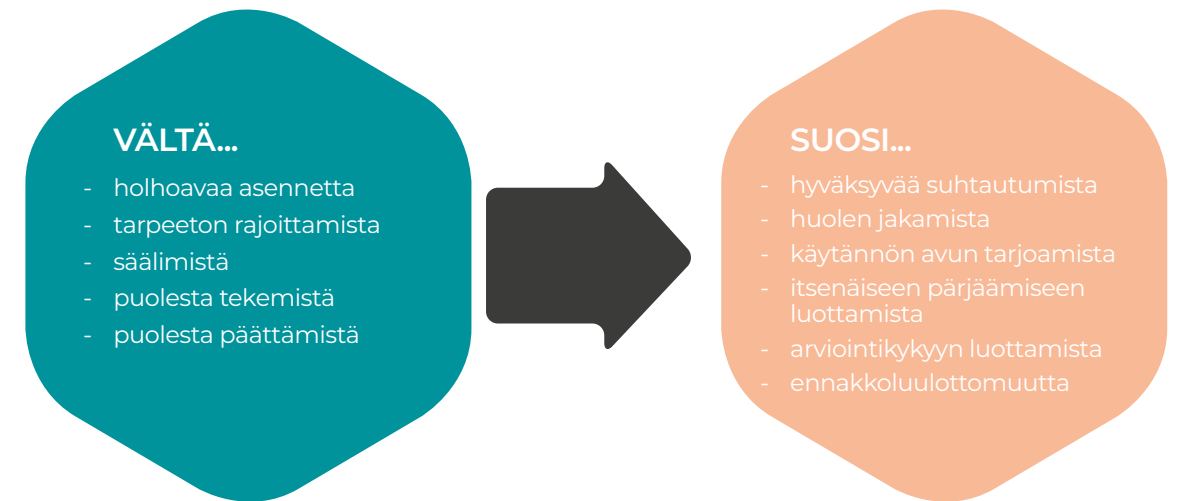 VÄLTÄ...
- holhoavaa asennetta
- tarpeeton rajoittamista
- säälimistä
- puolesta tekemistä
- puolesta päättämistä
SUOSI...
- hyväksyvää suhtautumista
- huolen jakamista
- käytännön avun tarjoamista
- itsenäiseen pärjäämiseen
luottamista
- arviointikykyyn luottamista
- ennakkoluulottomuutta